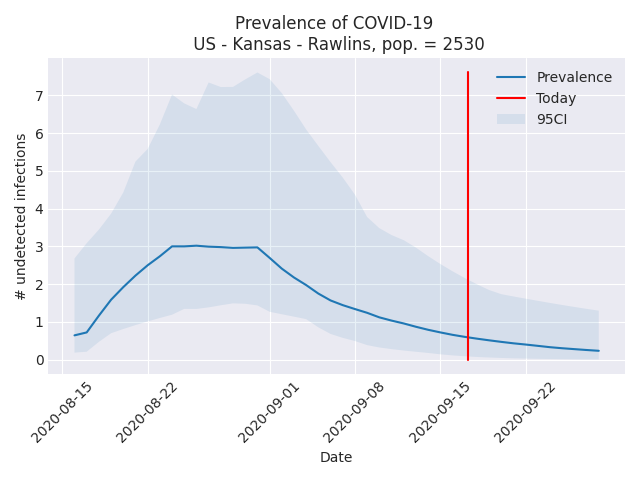 Prevalence of COVID-19
US - Kansas - Rawlins, pop. = 2530
Prevalence
Today
95CI
# undetected infections
7
6
5
4
3
2
1
0
2020-08-15
2020-08-22
2020-09-01
2020-09-08
2020-09-15
2020-09-22
Date